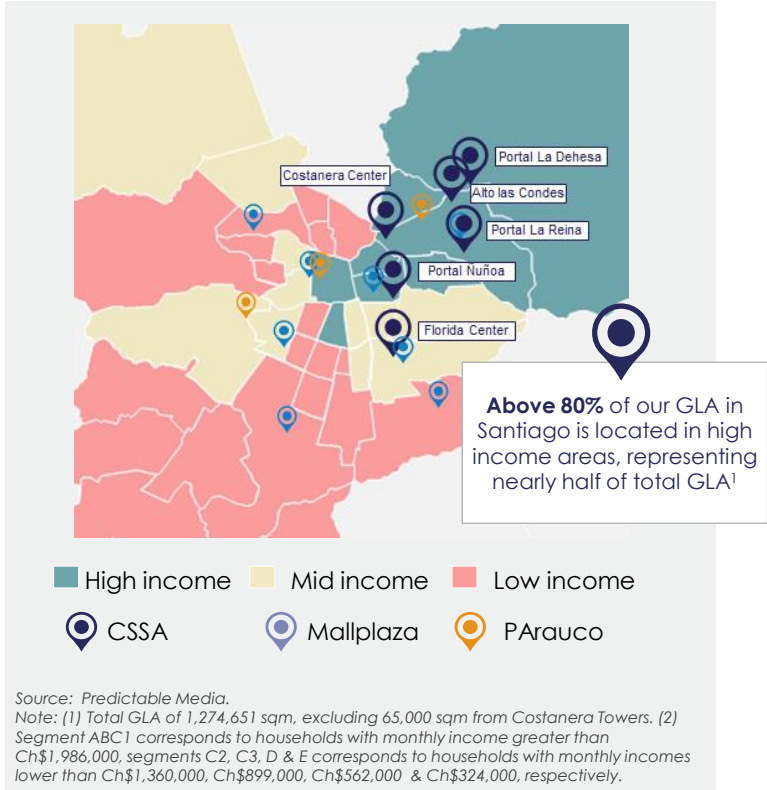 Portal La Dehesa
Costanera Center
Alto las Condes
Portal La Reina
Portal Ñuñoa
Florida Center
Above 80% of our GLA in
Santiago is located in high
income areas, representing
nearly half of total GLA¹
High income
Mid income
Low income
CSSA
Mallplaza
PArauco
Source: Predictable Media.
Note: (1) Total GLA of 1,274,651 sqm, excluding 65,000 sqm from Costanera Towers. (2)
Segment ABC1 corresponds to households with monthly income greater than
Ch$1,986,000, segments C2, C3, D & E corresponds to households with monthly incomes
lower than Ch$1,360,000, Ch$899,000, Ch$562,000 & Ch$324,000, respectively.